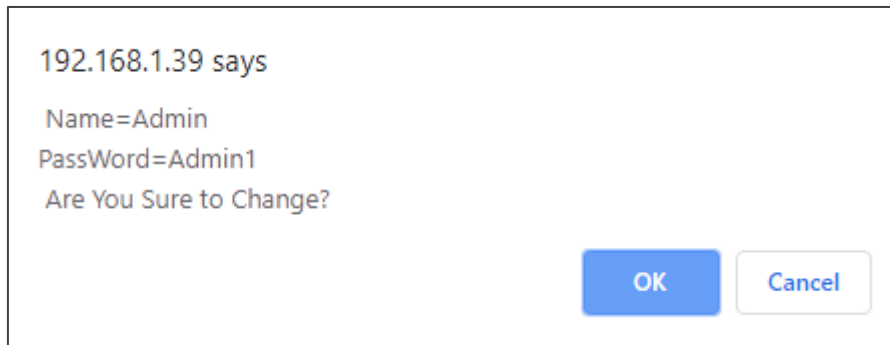 192.168.1.39 says
Name=Admin
PassWord=Admin1
Are You Sure to Change?
OK
Cancel